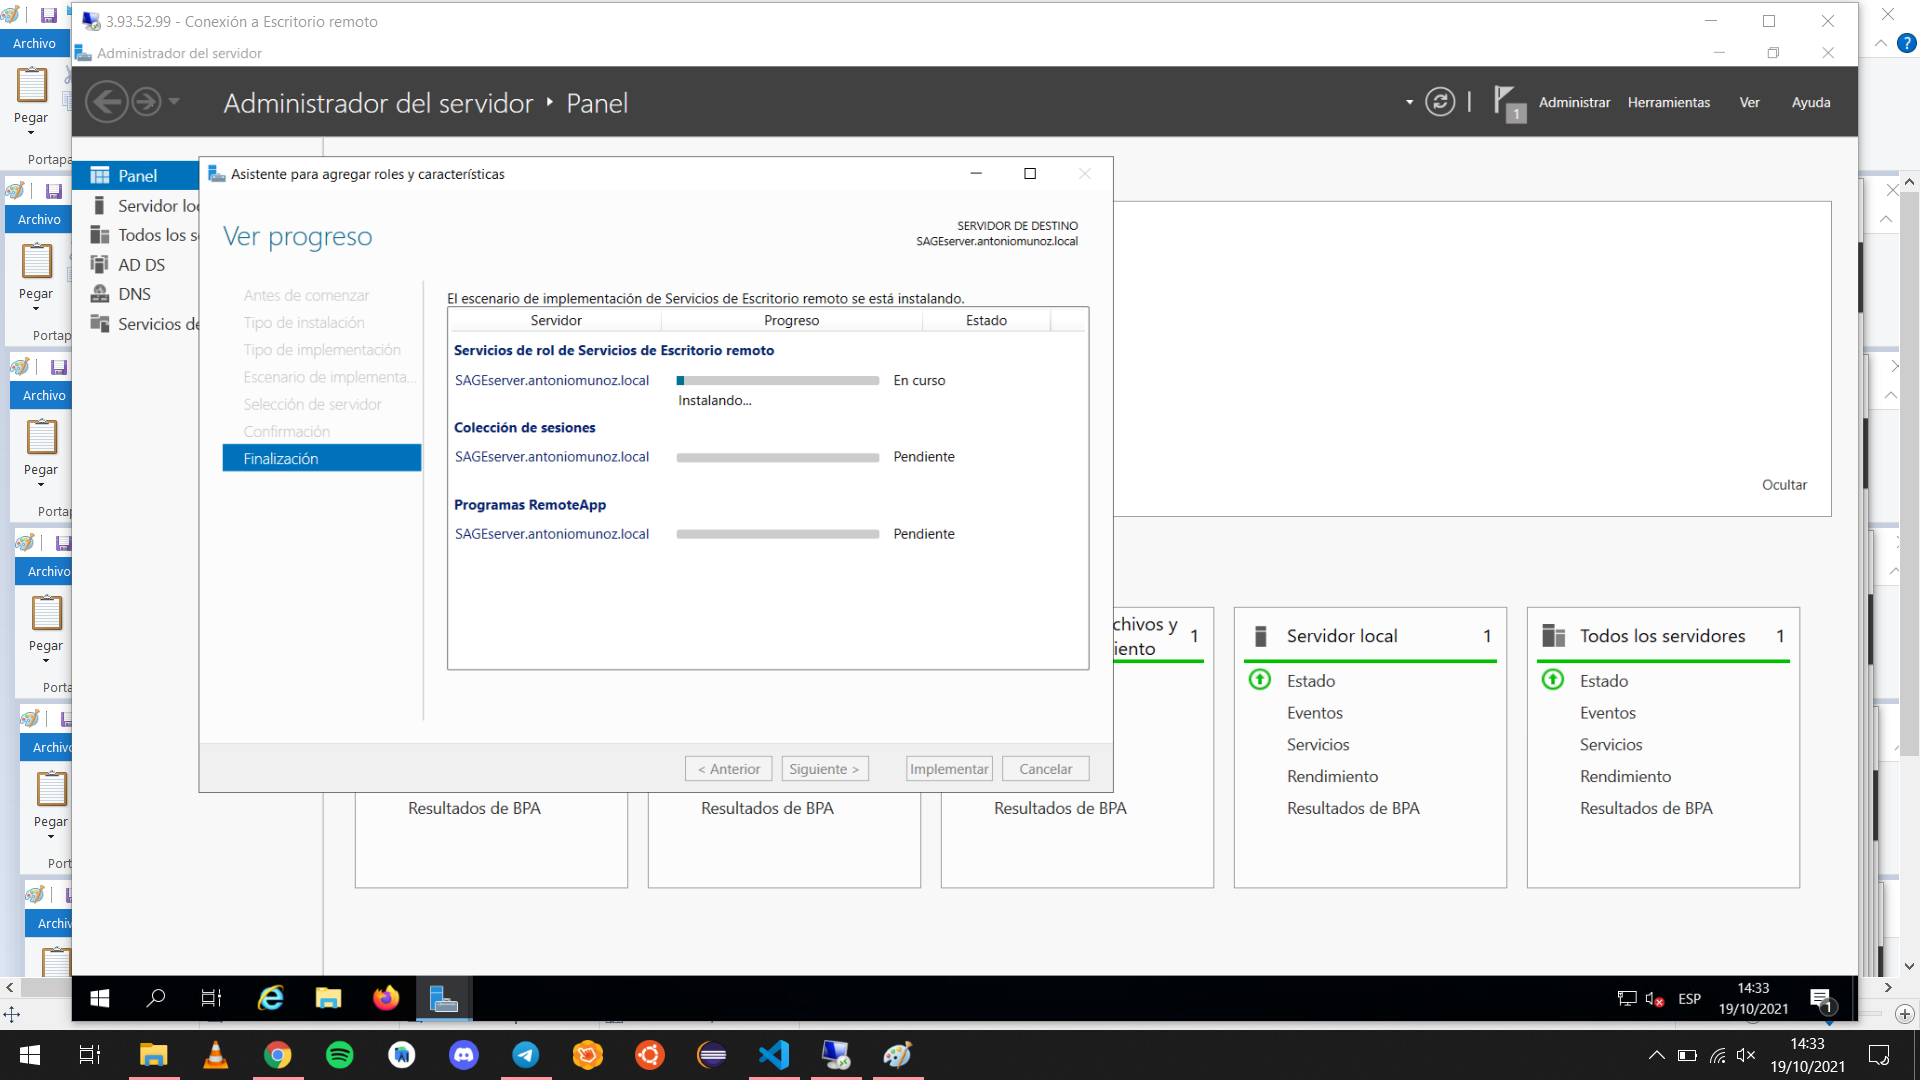 3.93.52.99 - Conexión a Escritorio remoto
Archivo
Administrador del servidor
Administrador del servidor ‣ Panel
1
Administrar
Herramientas
Ver
Ayuda
Pegar
Portapa
Panel
Servidor loc
Todos los s
AD DS
DNS
Servicios de
Asistente para agregar roles y características
Ver progreso
SERVIDOR DE DESTINO
SAGEserver.antoniomunoz.local
Antes de comenzar
Tipo de instalación
Tipo de implementación
Escenario de implementa...
Selección de servidor
Confirmación
Finalización
El escenario de implementación de Servicios de Escritorio remoto se está instalando.
Servidor Progreso Estado
Servicios de rol de Servicios de Escritorio remoto
SAGEserver.antoniomunoz.local En curso
Instalando...
Colección de sesiones
SAGEserver.antoniomunoz.local Pendiente
Programas RemoteApp
SAGEserver.antoniomunoz.local Pendiente
< Anterior
Siguiente >
Implementar
Cancelar
Ocultar
Archivo
Pegar
Portap
Archivo
Pegar
Porta
Archivo
Pegar
Porta
Archivo
Pegar
Port
Archiv
Resultados de BPA
Resultados de BPA
chivos y
iento
1
Resultados de BPA
Servidor local 1
Estado
Eventos
Servicios
Rendimiento
Resultados de BPA
Todos los servidores 1
Estado
Eventos
Servicios
Rendimiento
Resultados de BPA
ESP
14:33
19/10/2021
1
14:33
19/10/2021